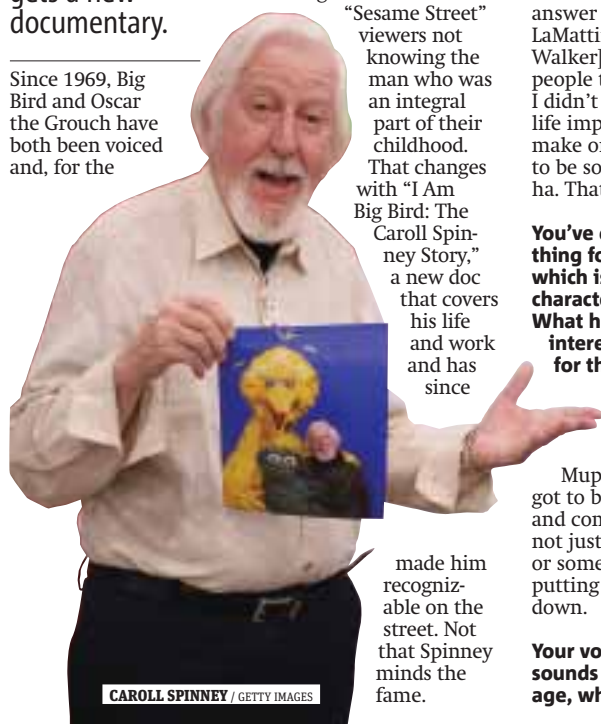 gets a new
documentary.
Since 1969, Big
Bird and Oscar
the Grouch have
both been voiced
and, for the
"Sesame Street"
viewers not
knowing the
man who was
an integral
part of their
childhood.
That changes
with "I Am
Big Bird: The
Caroll Spin-
ney Story,"
a new doc
that covers
his life
and work
and has
since
made him
recogniz-
able on the
street. Not
that Spinney
minds the
fame.
CAROLL SPINNEY / GETTY IMAGES
answer
LaMatti
Walker]
people t
I didn't
life imp
make o
to be so
ha. That
You've
thing fo
which is
characte
What h
intere
for th
Mup
got to b
and con
not just
or some
putting
down.
Your vo
sounds
age, wh